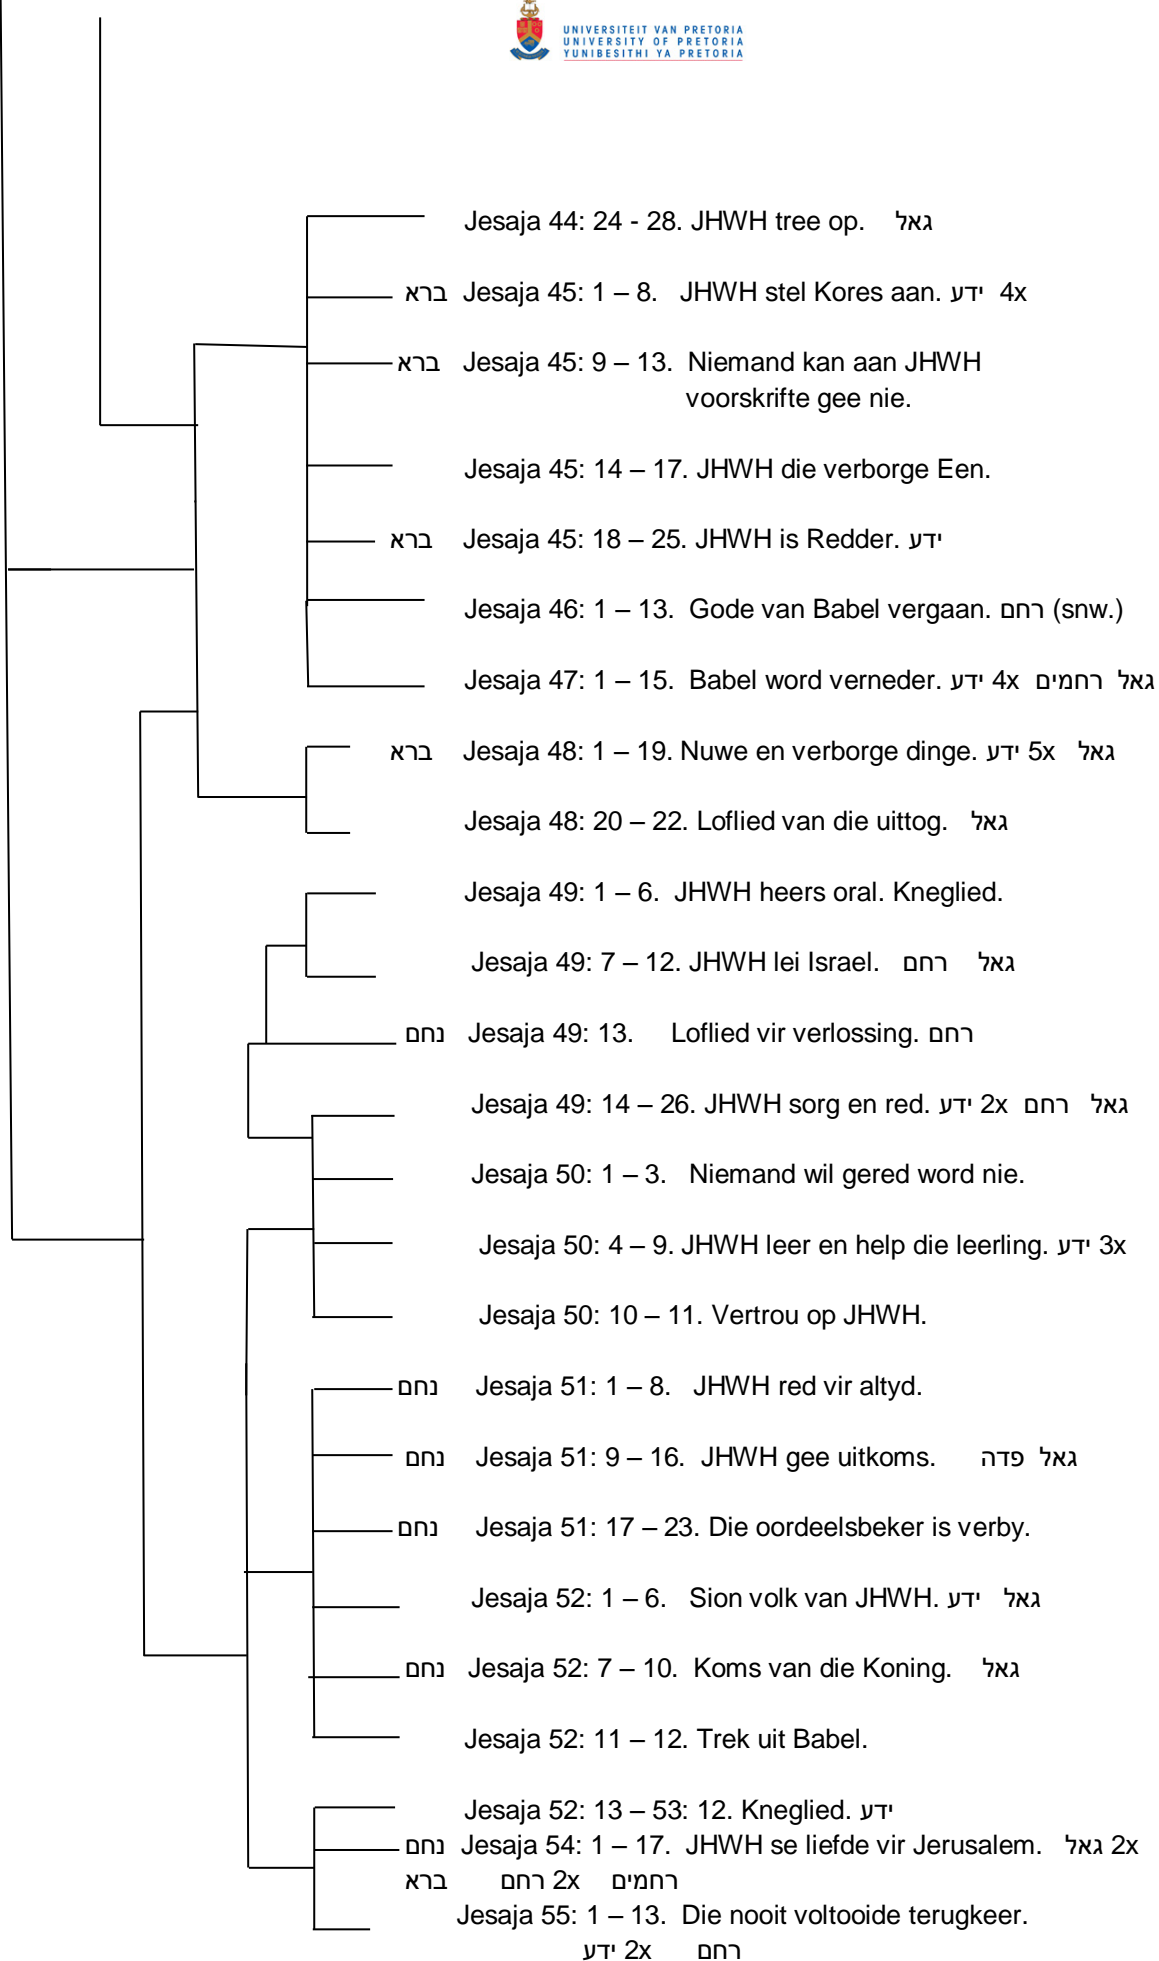 UNIVERSITEIT VAN PRETORIA
UNIVERSITY OF PRETORIA
YUNIBESITHI YA PRETORIA
Jesaja 44: 24 - 28. JHWH tree op. גאל
ברא Jesaja 45: 1 – 8. JHWH stel Kores aan. ידע 4x
ברא Jesaja 45: 9 – 13. Niemand kan aan JHWH
voorskrifte gee nie.
Jesaja 45: 14 – 17. JHWH die verborge Een.
ברא Jesaja 45: 18 – 25. JHWH is Redder. ידע
Jesaja 46: 1 – 13. Gode van Babel vergaan. רחם (snw.)
Jesaja 47: 1 – 15. Babel word verneder. ידע 4x רחמים גאל
ברא Jesaja 48: 1 – 19. Nuwe en verborge dinge. ידע 5x גאל
Jesaja 48: 20 – 22. Loflied van die uittog. גאל
Jesaja 49: 1 – 6. JHWH heers oral. Kneglied.
Jesaja 49: 7 – 12. JHWH lei Israel. רחם גאל
נחם Jesaja 49: 13. Loflied vir verlossing. רחם
Jesaja 49: 14 – 26. JHWH sorg en red. ידע 2x רחם גאל
Jesaja 50: 1 – 3. Niemand wil gered word nie.
Jesaja 50: 4 – 9. JHWH leer en help die leerling. ידע 3x
Jesaja 50: 10 – 11. Vertrou op JHWH.
נחם Jesaja 51: 1 – 8. JHWH red vir altyd.
נחם Jesaja 51: 9 – 16. JHWH gee uitkoms. פדה גאל
נחם Jesaja 51: 17 – 23. Die oordeelsbeker is verby.
Jesaja 52: 1 – 6. Sion volk van JHWH. ידע גאל
נחם Jesaja 52: 7 – 10. Koms van die Koning. גאל
Jesaja 52: 11 – 12. Trek uit Babel.
Jesaja 52: 13 – 53: 12. Kneglied. ידע
נחם Jesaja 54: 1 – 17. JHWH se liefde vir Jerusalem. גאל 2x
ברא רחם 2x רחמים
Jesaja 55: 1 – 13. Die nooit voltooide terugkeer.
ידע 2x רחם